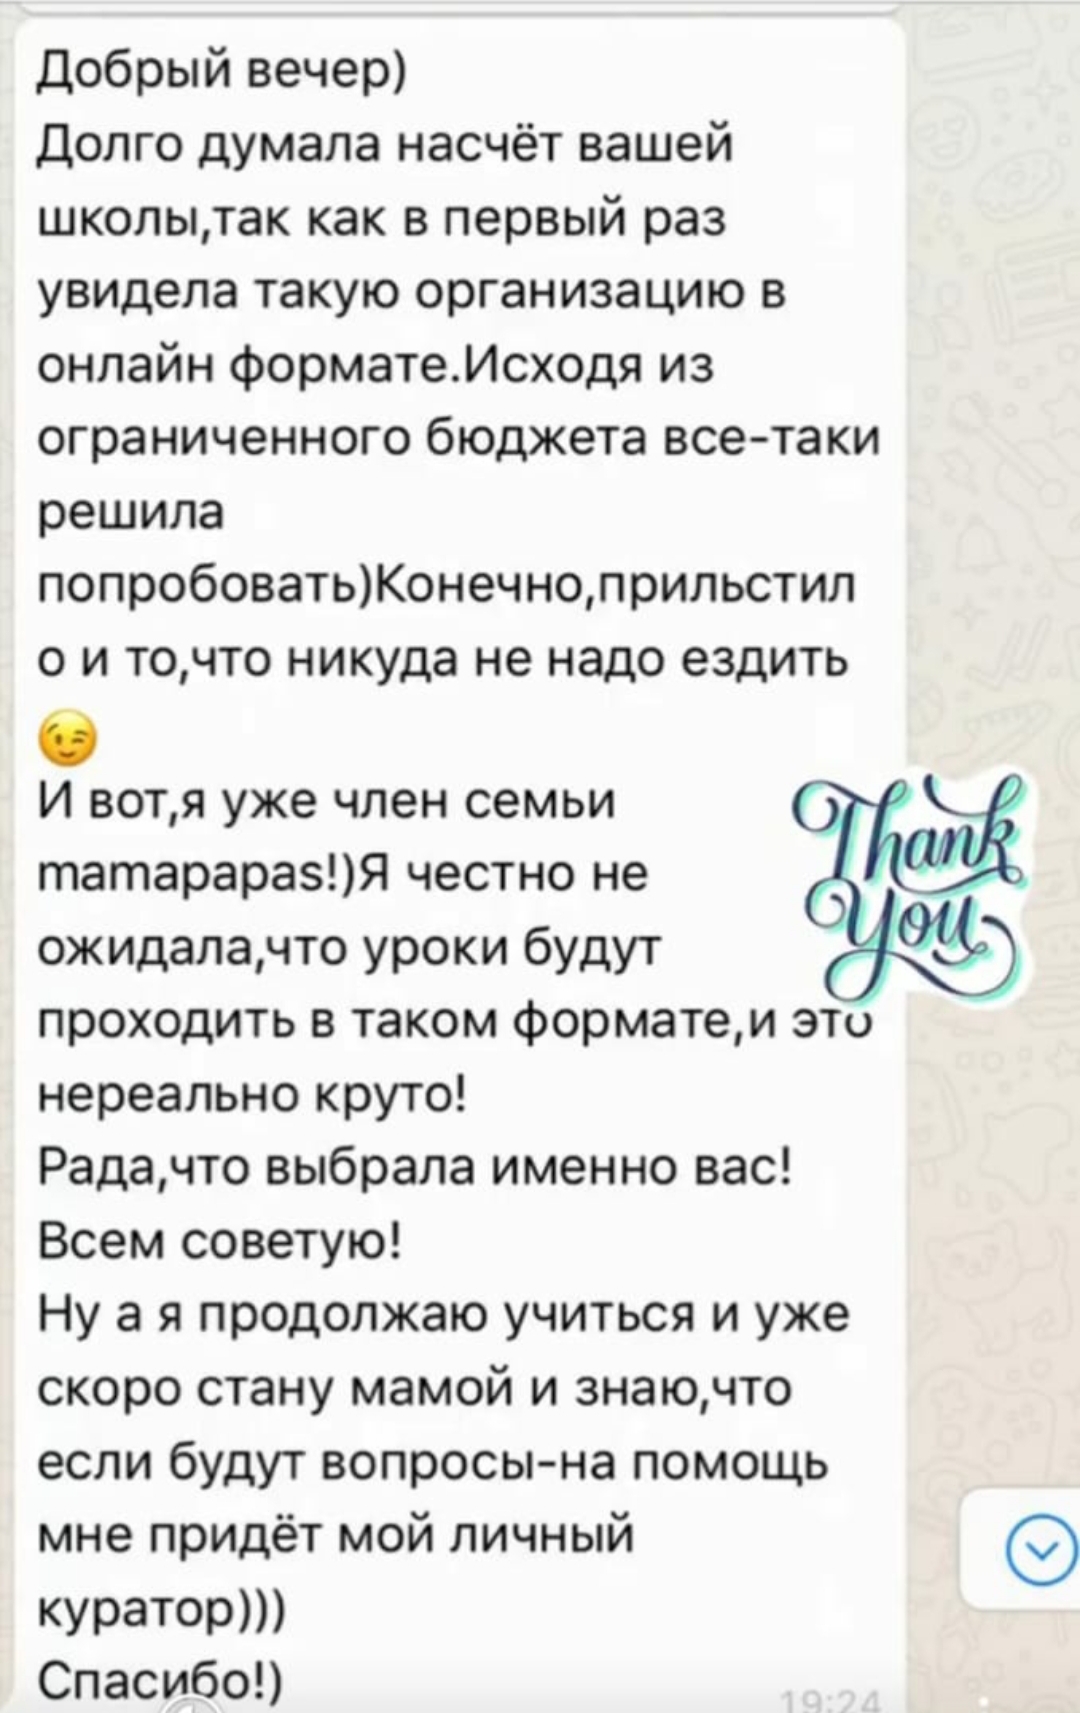 Добрый вечер)
Долго думала насчёт вашей
школы,так как в первый раз
увидела такую организацию в
онлайн формате.Исходя из
ограниченного бюджета все-таки
решила
попробовать)Конечно,прильстил
о и то,что никуда не надо ездить
😉
И вот,я уже член семьи
mamapapas!)Я честно не
ожидала,что уроки будут
проходить в таком формате,и это
нереально круто!
Рада,что выбрала именно вас!
Всем советую!
Ну а я продолжаю учиться и уже
скоро стану мамой и знаю,что
если будут вопросы-на помощь
мне придёт мой личный
куратор)))
Спасибо!)
19:24
Thank
You